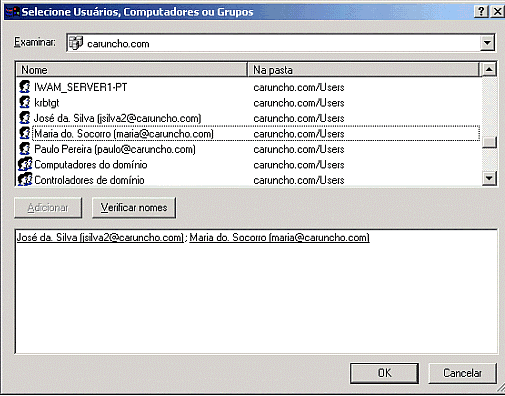 Selecione Usuários, Computadores ou Grupos
Examinar: caruncho.com
Nome Na pasta
IWAM_SERVER1-PT caruncho.com/Users
krbtgt caruncho.com/Users
José da. Silva (jsilva2@caruncho.com) caruncho.com/Users
Maria do. Socorro (maria@caruncho.com) caruncho.com/Users
Paulo Pereira (paulo@caruncho.com) caruncho.com/Users
Computadores do domínio caruncho.com/Users
Controladores de domínio caruncho.com/Users
Adicionar Verificar nomes
José da. Silva (jsilva2@caruncho.com); Maria do. Socorro (maria@caruncho.com)
OK Cancelar